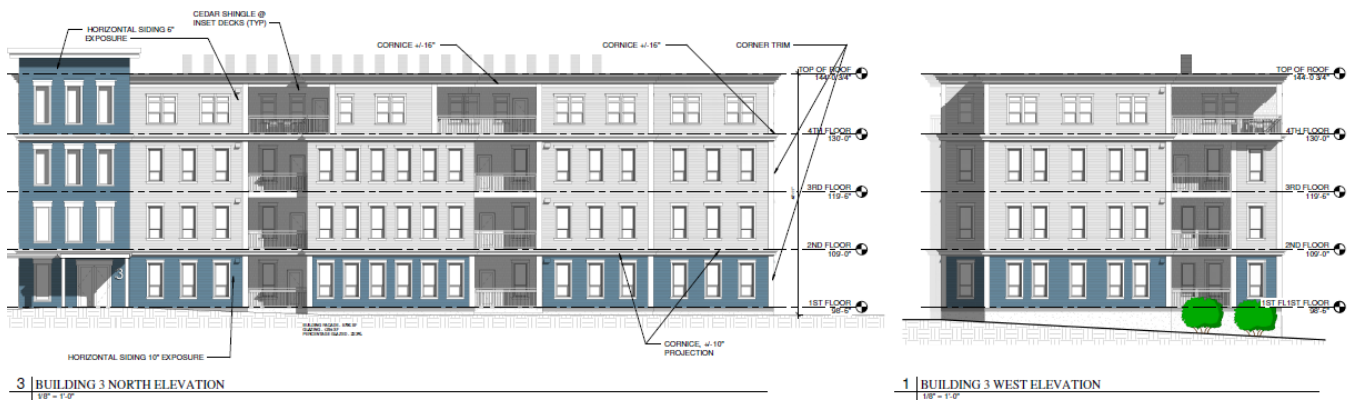 CEDAR SHINGLE @
INSET DECKS (TYP)
HORIZONTAL SIDING 6"
EXPOSURE
CORNICE +/-16"
CORNICE +/-16"
CORNER TRIM
TOP OF ROOF
144'-0 3/4"
4TH FLOOR
130'-0"
3RD FLOOR
119'-6"
2ND FLOOR
109'-0"
1ST FLOOR
98'-6"
3
HORIZONTAL SIDING 10" EXPOSURE
CORNICE, +/-10"
PROJECTION
3 BUILDING 3 NORTH ELEVATION
1/8" = 1'-0"
TOP OF ROOF
144'-0 3/4"
4TH FLOOR
130'-0"
3RD FLOOR
119'-6"
2ND FLOOR
109'-0"
1ST FL1ST FLOOR
98'-6"
1 BUILDING 3 WEST ELEVATION
1/8" = 1'-0"